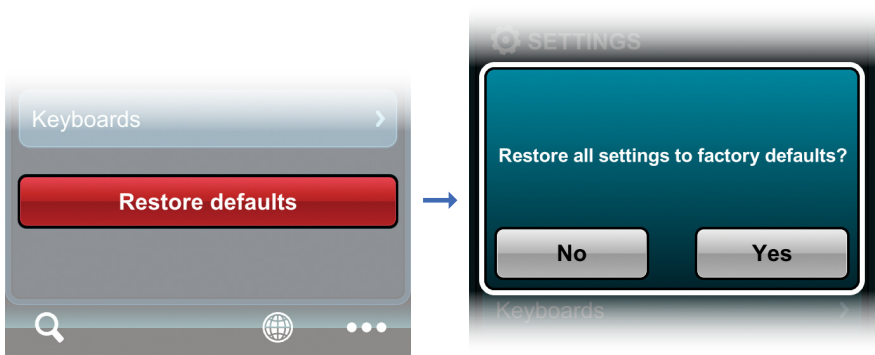 Keyboards
Restore defaults
SETTINGS
Restore all settings to factory defaults?
No
Yes
Keyboards